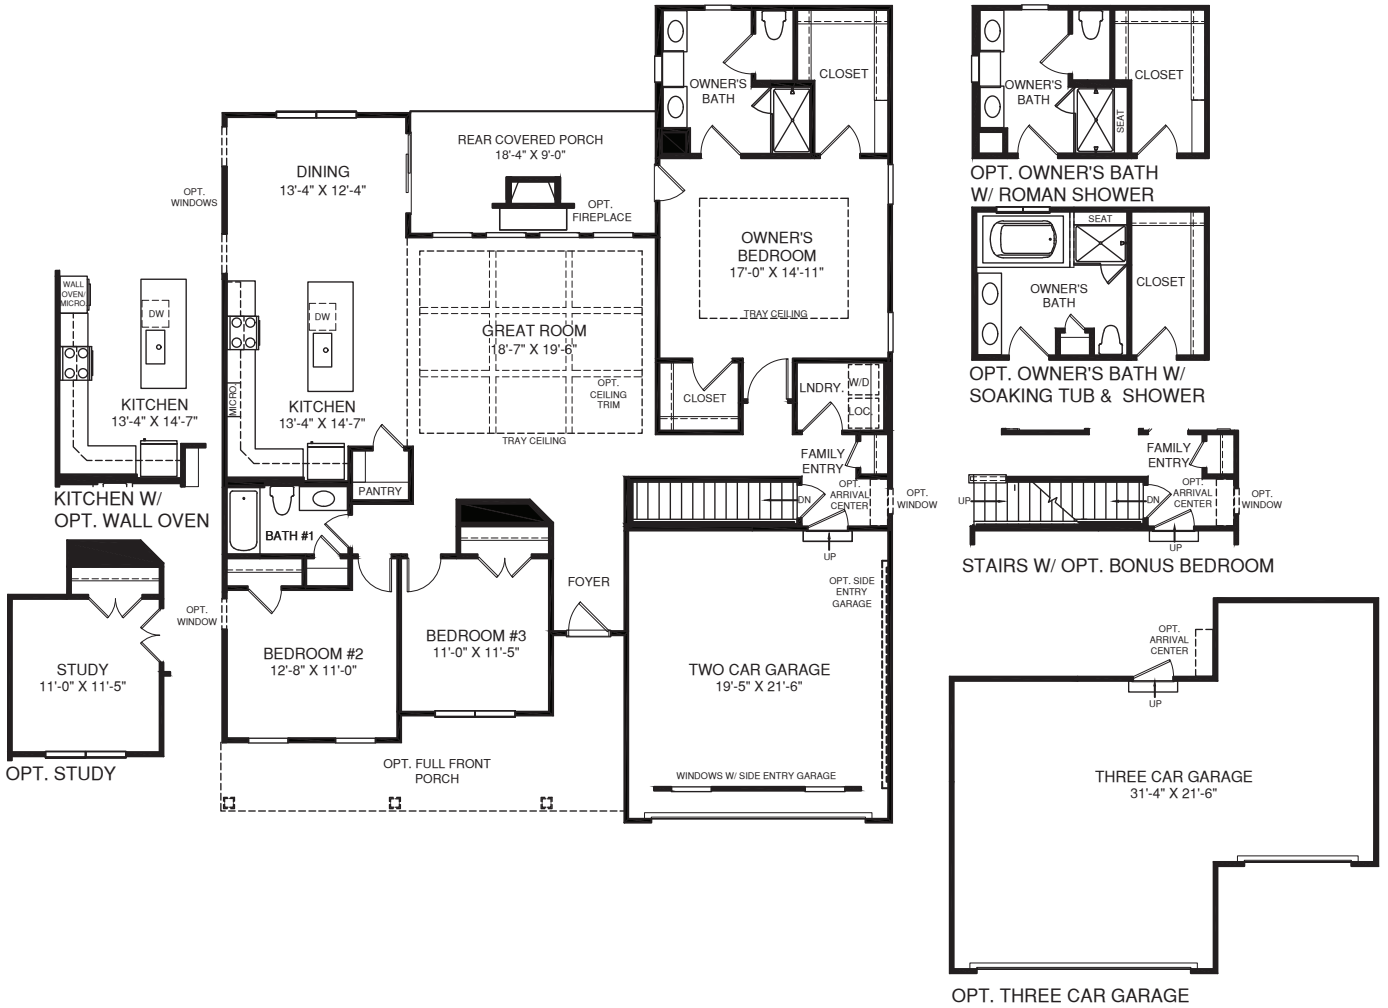 OWNER'S
BATH
CLOSET
REAR COVERED PORCH
18'-4" X 9'-0"
OPT.
FIREPLACE
DINING
13'-4" X 12'-4"
OPT.
WINDOWS
OWNER'S
BEDROOM
17'-0" X 14'-11"
TRAY CEILING
GREAT ROOM
18'-7" X 19'-6"
OPT.
CEILING
TRIM
TRAY CEILING
DW
MICRO.
KITCHEN
13'-4" X 14'-7"
PANTRY
CLOSET
LNDRY.
W/D
LOC.
FAMILY
ENTRY
OPT.
ARRIVAL
CENTER
OPT.
WINDOW
DN
UP
BATH #1
OPT.
WINDOW
BEDROOM #2
12'-8" X 11'-0"
BEDROOM #3
11'-0" X 11'-5"
FOYER
OPT. SIDE
ENTRY
GARAGE
TWO CAR GARAGE
19'-5" X 21'-6"
WINDOWS W/ SIDE ENTRY GARAGE
OPT. FULL FRONT
PORCH
WALL
OVEN/
MICRO.
DW
KITCHEN
13'-4" X 14'-7"
KITCHEN W/
OPT. WALL OVEN
STUDY
11'-0" X 11'-5"
OPT. STUDY
OWNER'S
BATH
SEAT
CLOSET
OPT. OWNER'S BATH
W/ ROMAN SHOWER
SEAT
OWNER'S
BATH
CLOSET
OPT. OWNER'S BATH W/
SOAKING TUB & SHOWER
FAMILY
ENTRY
OPT.
ARRIVAL
CENTER
OPT.
WINDOW
UP
DN
UP
STAIRS W/ OPT. BONUS BEDROOM
OPT.
ARRIVAL
CENTER
UP
THREE CAR GARAGE
31'-4" X 21'-6"
OPT. THREE CAR GARAGE